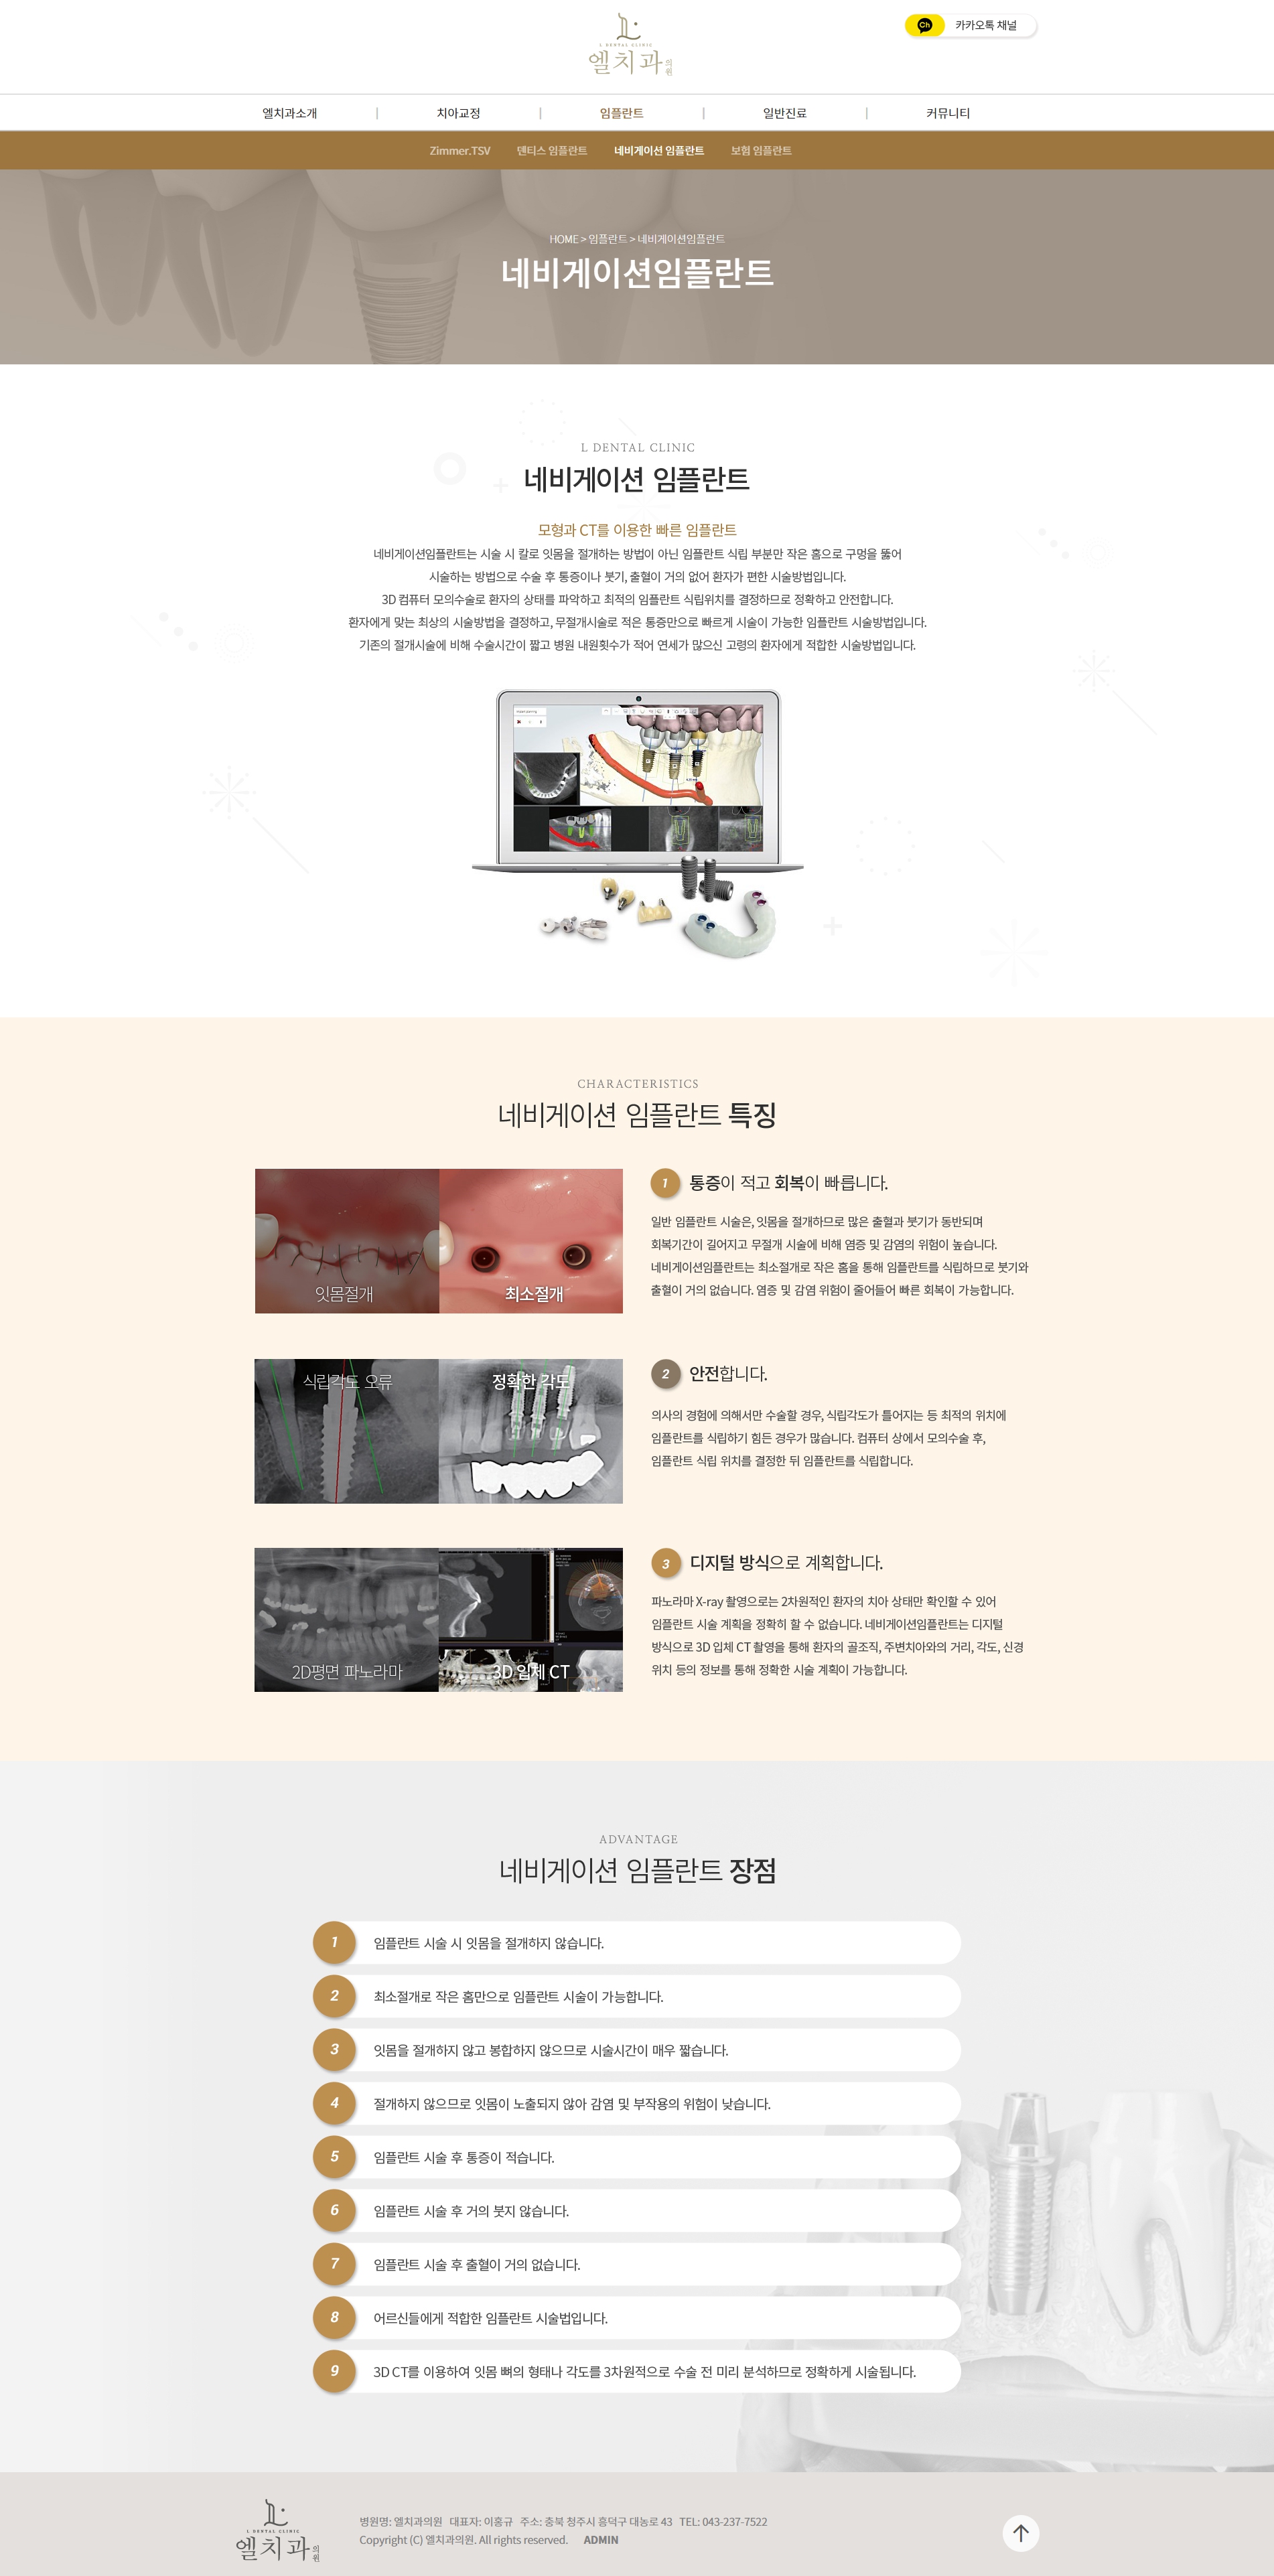 L DENTAL CLINIC
엘치과의원
Ch 카카오톡 채널
엘치과소개 치아교정 임플란트 일반진료 커뮤니티
Zimmer.TSV 덴티스 임플란트 네비게이션 임플란트 보험 임플란트
HOME > 임플란트 > 네비게이션임플란트
네비게이션임플란트
L DENTAL CLINIC
네비게이션 임플란트
모형과 CT를 이용한 빠른 임플란트
네비게이션임플란트는 시술 시 칼로 잇몸을 절개하는 방법이 아닌 임플란트 식립 부분만 작은 홈으로 구멍을 뚫어
시술하는 방법으로 수술 후 통증이나 붓기, 출혈이 거의 없어 환자가 편한 시술방법입니다.
3D 컴퓨터 모의수술로 환자의 상태를 파악하고 최적의 임플란트 식립위치를 결정하므로 정확하고 안전합니다.
환자에게 맞는 최상의 시술방법을 결정하고, 무절개시술로 적은 통증만으로 빠르게 시술이 가능한 임플란트 시술방법입니다.
기존의 절개시술에 비해 수술시간이 짧고 병원 내원횟수가 적어 연세가 많으신 고령의 환자에게 적합한 시술방법입니다.
CHARACTERISTICS
네비게이션 임플란트 특징
잇몸절개 최소절개
1 통증이 적고 회복이 빠릅니다.
일반 임플란트 시술은, 잇몸을 절개하므로 많은 출혈과 붓기가 동반되며
회복기간이 길어지고 무절개 시술에 비해 염증 및 감염의 위험이 높습니다.
네비게이션임플란트는 최소절개로 작은 홈을 통해 임플란트를 식립하므로 붓기와
출혈이 거의 없습니다. 염증 및 감염 위험이 줄어들어 빠른 회복이 가능합니다.
식립각도 오류 정확한 각도
2 안전합니다.
의사의 경험에 의해서만 수술할 경우, 식립각도가 틀어지는 등 최적의 위치에
임플란트를 식립하기 힘든 경우가 많습니다. 컴퓨터 상에서 모의수술 후,
임플란트 식립 위치를 결정한 뒤 임플란트를 식립합니다.
2D평면 파노라마 3D 입체 CT
3 디지털 방식으로 계획합니다.
파노라마 X-ray 촬영으로는 2차원적인 환자의 치아 상태만 확인할 수 있어
임플란트 시술 계획을 정확히 할 수 없습니다. 네비게이션임플란트는 디지털
방식으로 3D 입체 CT 촬영을 통해 환자의 골조직, 주변치아와의 거리, 각도, 신경
위치 등의 정보를 통해 정확한 시술 계획이 가능합니다.
ADVANTAGE
네비게이션 임플란트 장점
1 임플란트 시술 시 잇몸을 절개하지 않습니다.
2 최소절개로 작은 홈만으로 임플란트 시술이 가능합니다.
3 잇몸을 절개하지 않고 봉합하지 않으므로 시술시간이 매우 짧습니다.
4 절개하지 않으므로 잇몸이 노출되지 않아 감염 및 부작용의 위험이 낮습니다.
5 임플란트 시술 후 통증이 적습니다.
6 임플란트 시술 후 거의 붓지 않습니다.
7 임플란트 시술 후 출혈이 거의 없습니다.
8 어르신들에게 적합한 임플란트 시술법입니다.
9 3D CT를 이용하여 잇몸 뼈의 형태나 각도를 3차원적으로 수술 전 미리 분석하므로 정확하게 시술됩니다.
L DENTAL CLINIC
엘치과의원
병원명: 엘치과의원 대표자: 이흥규 주소: 충북 청주시 흥덕구 대농로 43 TEL: 043-237-7522
Copyright (C) 엘치과의원. All rights reserved. ADMIN